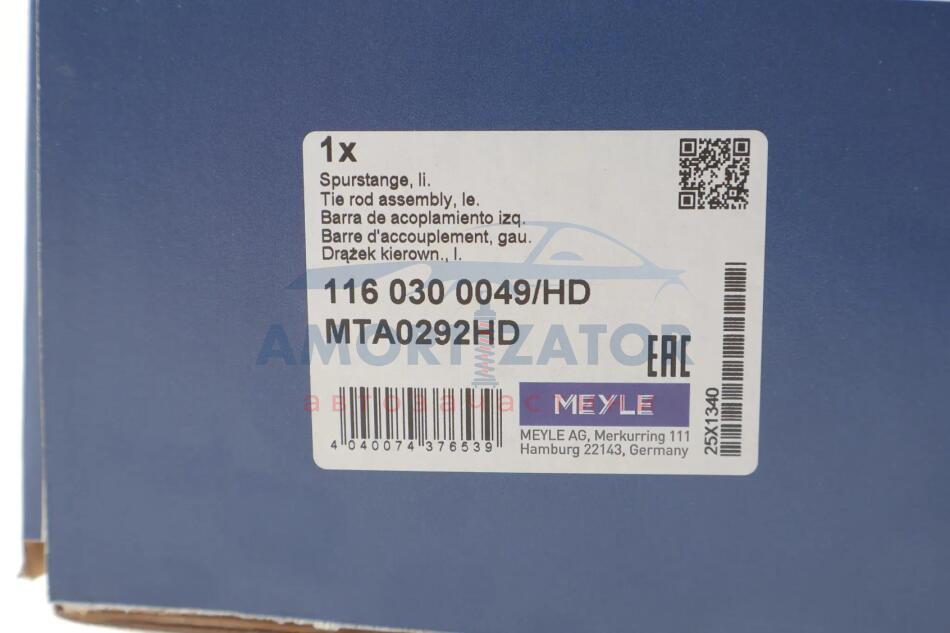 1x
Spurstange, li.
Tie rod assembly, le.
Barra de acoplamiento izq.
Barre d'accouplement, gau.
Drążek kierown., l.
116 030 0049/HD
MTA0292HD
AMORTIZATOR
автозапчастели
EAC
MEYLE
4 040074 376539
MEYLE AG, Merkurring 111
Hamburg 22143, Germany
25X1340